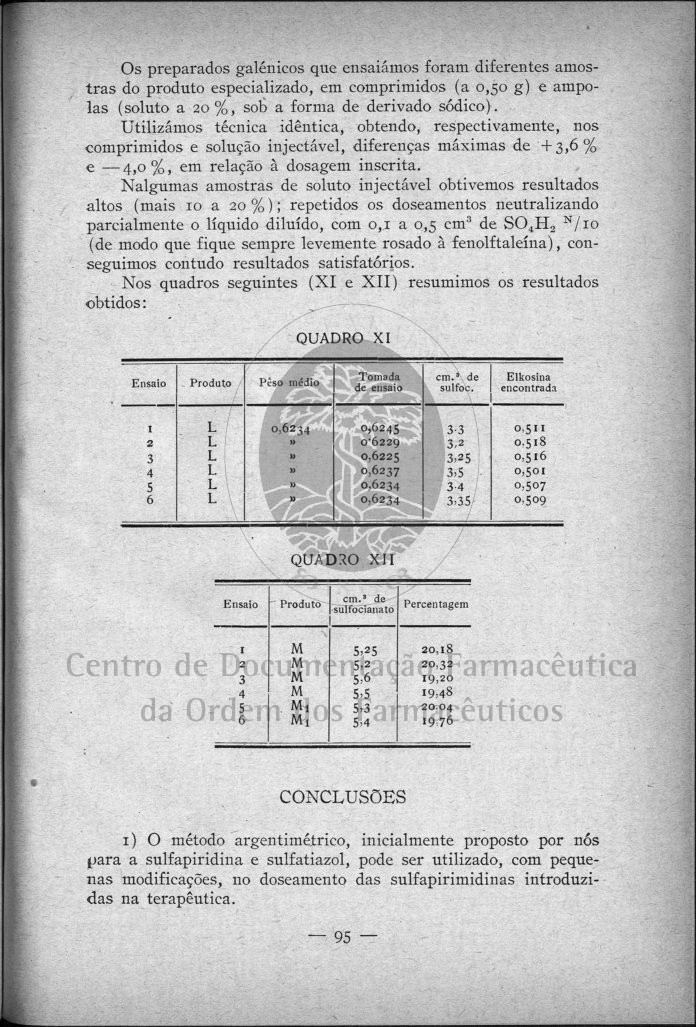 Os preparados galénicos que ensaiámos foram diferentes amos-
tras do produto especializado, em comprimidos (a 0,50 g) e ampo-
las (soluto a 20 %, sob a forma de derivado sódico).
Utilizámos técnica idêntica, obtendo, respectivamente, nos
comprimidos e solução injectável, diferenças máximas de +3,6 %
e —4,0 %, em relação à dosagem inscrita.
Nalgumas amostras de soluto injectável obtivemos resultados
altos (mais 10 a 20 %); repetidos os doseamentos neutralizando
parcialmente o líquido diluído, com 0,1 a 0,5 cm³ de SO₄H₂ ᴺ/10
(de modo que fique sempre levemente rosado à fenolftaleína), con-
seguimos contudo resultados satisfatórios.
Nos quadros seguintes (XI e XII) resumimos os resultados
obtidos:
QUADRO XI
Ensaio Produto Pêso médio Tomada de ensaio cm.³ de sulfoc. Elkosina encontrada
1 L 0,6234 0,6245 3.3 0,511
2 L » 0'6229 3,2 0.518
3 L » 0,6225 3,25 0,516
4 L » 0,6237 3,5 0,501
5 L » 0,6234 3.4 0,507
6 L » 0,6234 3,35 0,509
QUADRO XII
Ensaio Produto cm.³ de sulfocianato Percentagem
1 M 5,25 20,18
2 M 5,2 20,32
3 M 5,6 19,20
4 M 5,5 19,48
5 M1 5,3 20,04
6 M1 5,4 19,76
Centro de Documentação Farmacêutica
da Ordem dos Farmacêuticos
CONCLUSÕES
1) O método argentimétrico, inicialmente proposto por nós
para a sulfapiridina e sulfatiazol, pode ser utilizado, com peque-
nas modificações, no doseamento das sulfapirimidinas introduzi-
das na terapêutica.
— 95 —